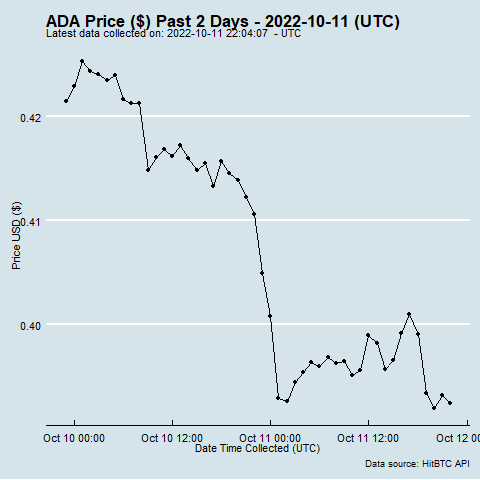 ADA Price ($) Past 2 Days - 2022-10-11 (UTC)
Latest data collected on: 2022-10-11 22:04:07 - UTC
0.42
0.41
0.40
Price USD ($)
Oct 10 00:00 Oct 10 12:00 Oct 11 00:00 Oct 11 12:00 Oct 12 00
Date Time Collected (UTC)
Data source: HitBTC API